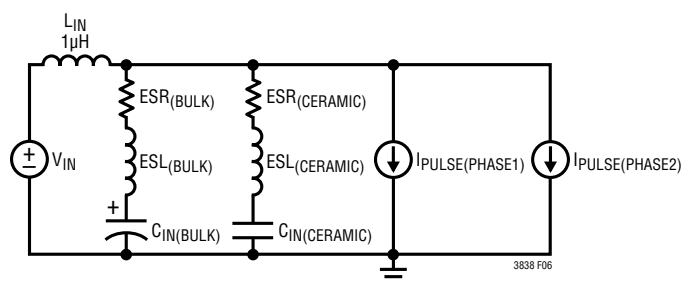 LIN
1µH
ESR(BULK)
ESR(CERAMIC)
± VIN
ESL(BULK)
ESL(CERAMIC)
IPULSE(PHASE1)
IPULSE(PHASE2)
+
CIN(BULK)
CIN(CERAMIC)
3838 F06